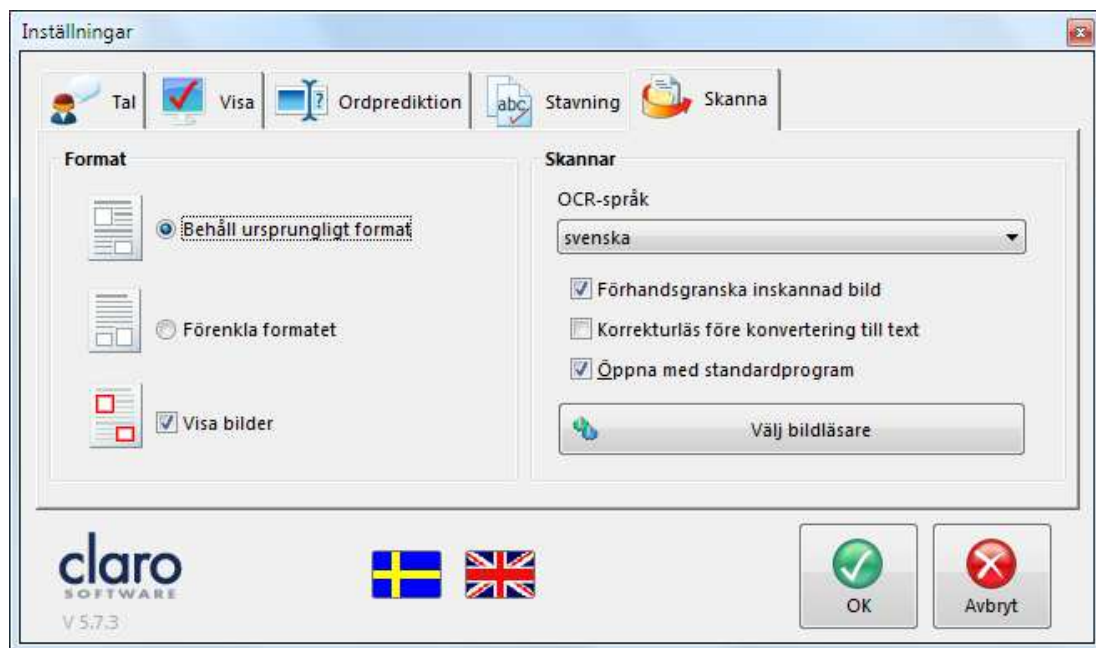 Inställningar
Tal
Visa
?
Ordprediktion
abc
Stavning
Skanna
Format
Behåll ursprungligt format
Förenkla formatet
Visa bilder
Skannar
OCR-språk
svenska
Förhandsgranska inskannad bild
Korrekturläs före konvertering till text
Öppna med standardprogram
Välj bildläsare
claro
SOFTWARE
V 5.7.3
OK
Avbryt